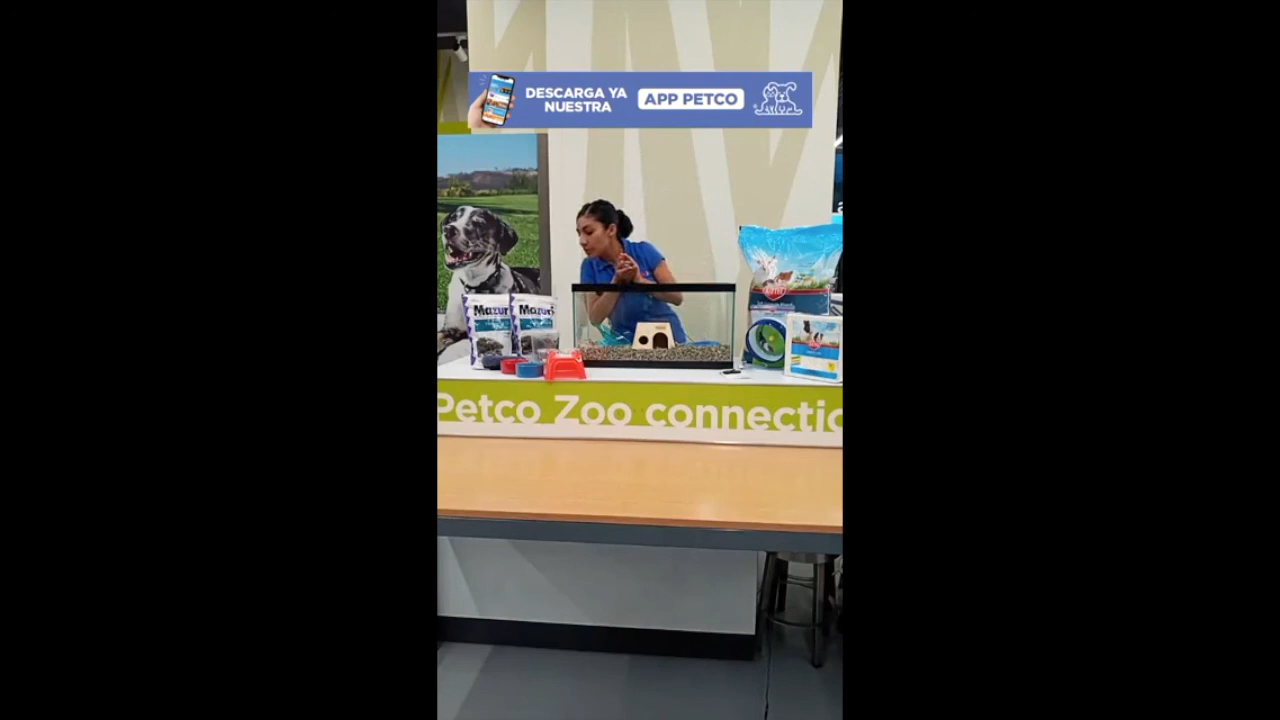 DESCARGA YA
NUESTRA
APP PETCO
Mazuri
Mazuri
Petco Zoo connectio